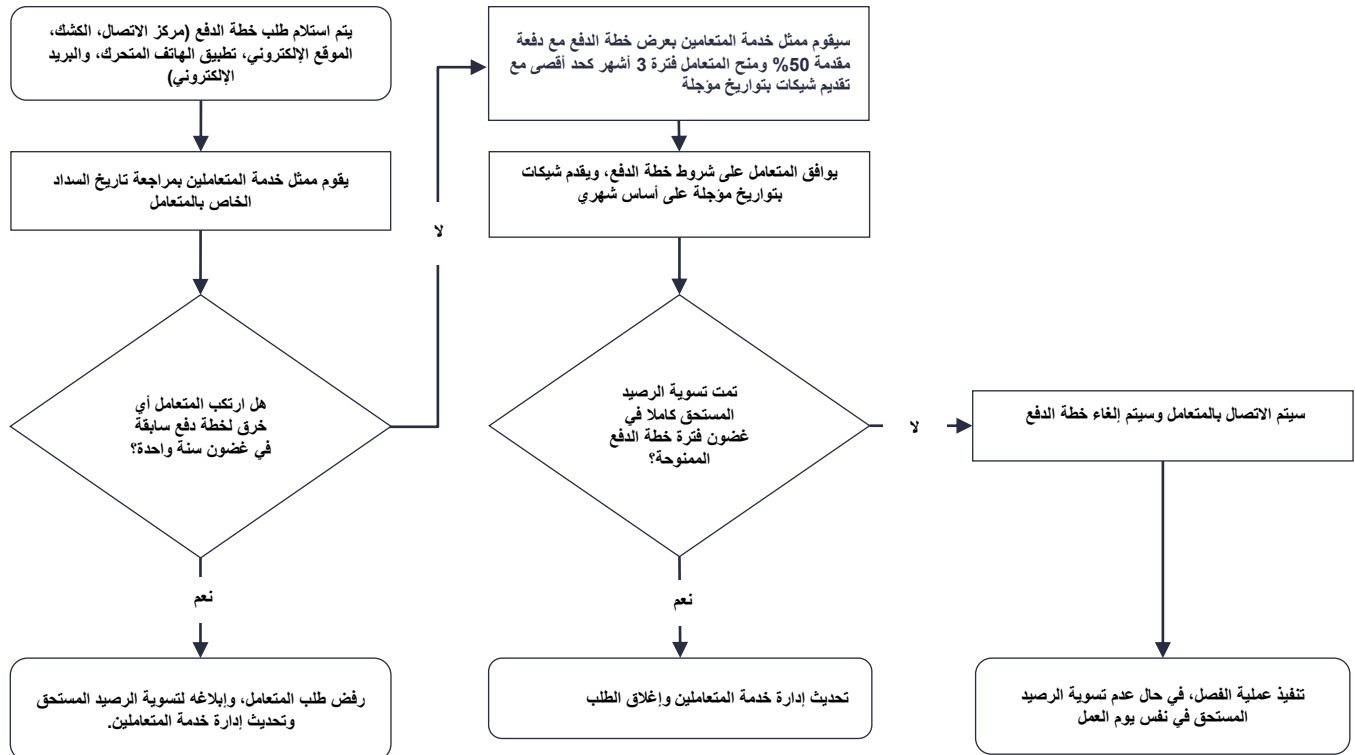 يتم استلام طلب خطة الدفع (مركز الاتصال، الكشك،
الموقع الإلكتروني، تطبيق الهاتف المتحرك، والبريد
الإلكتروني)
يقوم ممثل خدمة المتعاملين بمراجعة تاريخ السداد
الخاص بالمتعامل
هل ارتكب المتعامل أي
خرق لخطة دفع سابقة
في غضون سنة واحدة؟
نعم
رفض طلب المتعامل، وإبلاغه لتسوية الرصيد المستحق
وتحديث إدارة خدمة المتعاملين.
لا
سيقوم ممثل خدمة المتعامين بعرض خطة الدفع مع دفعة
مقدمة 50% ومنح المتعامل فترة 3 أشهر كحد أقصى مع
تقديم شيكات بتواريخ مؤجلة
يوافق المتعامل على شروط خطة الدفع، ويقدم شيكات
بتواريخ مؤجلة على أساس شهري
تمت تسوية الرصيد
المستحق كاملا في
غضون فترة خطة الدفع
الممنوحة؟
نعم
تحديث إدارة خدمة المتعاملين وإغلاق الطلب
لا
سيتم الاتصال بالمتعامل وسيتم إلغاء خطة الدفع
تنفيذ عملية الفصل، في حال عدم تسوية الرصيد
المستحق في نفس يوم العمل